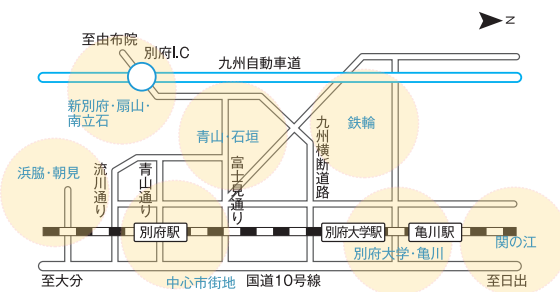 N
至由布院
別府I.C
九州自動車道
新別府・扇山・
南立石
青山・石垣
鉄輪
浜脇・朝見
流川通り
青山通り
富士見通り
九州横断道路
別府駅
別府大学駅
亀川駅
関の江
別府大学・亀川
至大分
中心市街地
国道10号線
至日出